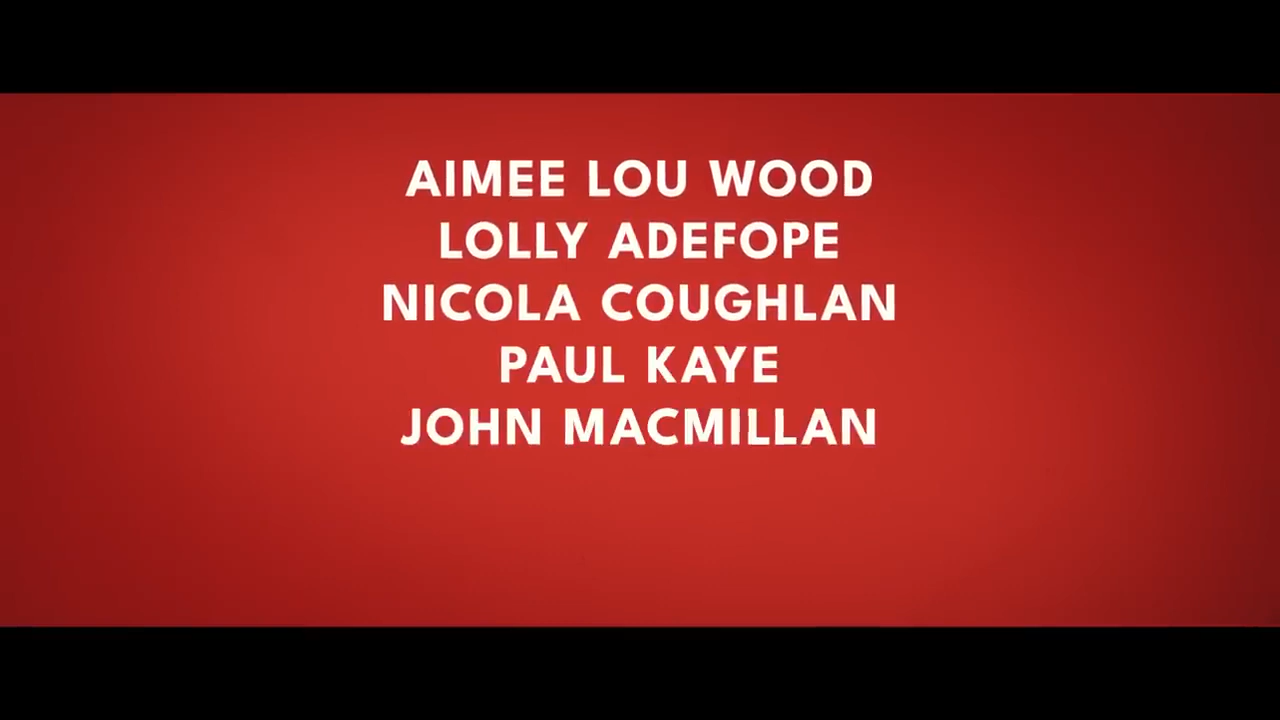 AIMEE LOU WOOD
LOLLY ADEFOPE
NICOLA COUGHLAN
PAUL KAYE
JOHN MACMILLAN